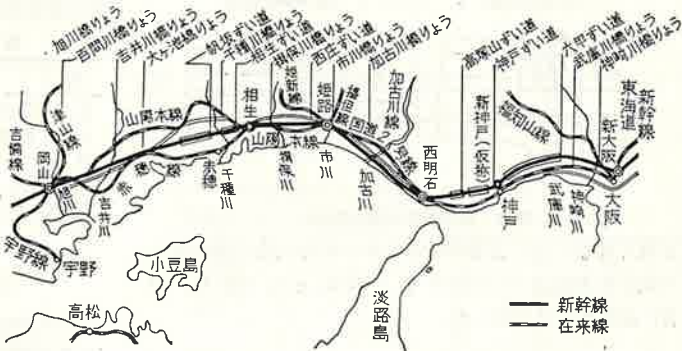 旭川橋りょう
百間川橋りょう
吉井川橋りょう
大ケ池橋りょう
帆坂ずい道
千種川橋りょう
相生ずい道
揖保川橋りょう
西庄ずい道
市川橋りょう
加古川橋りょう
高塚山ずい道
神戸ずい道
六甲ずい道
武庫川橋りょう
神崎川橋りょう
東海道
新幹線
津山線
吉備線
岡山
旭川
吉井川
宇野線
宇野
山陽本線
赤穂線
赤穂
千種川
相生
山陽本線
揖保川
姫新線
姫路
市川
播但線
国道2号線
加古川線
加古川
西明石
新神戸(仮称)
神戸
福知山線
武庫川
神崎川
新大阪
大阪
小豆島
高松
淡路島
新幹線
在来線